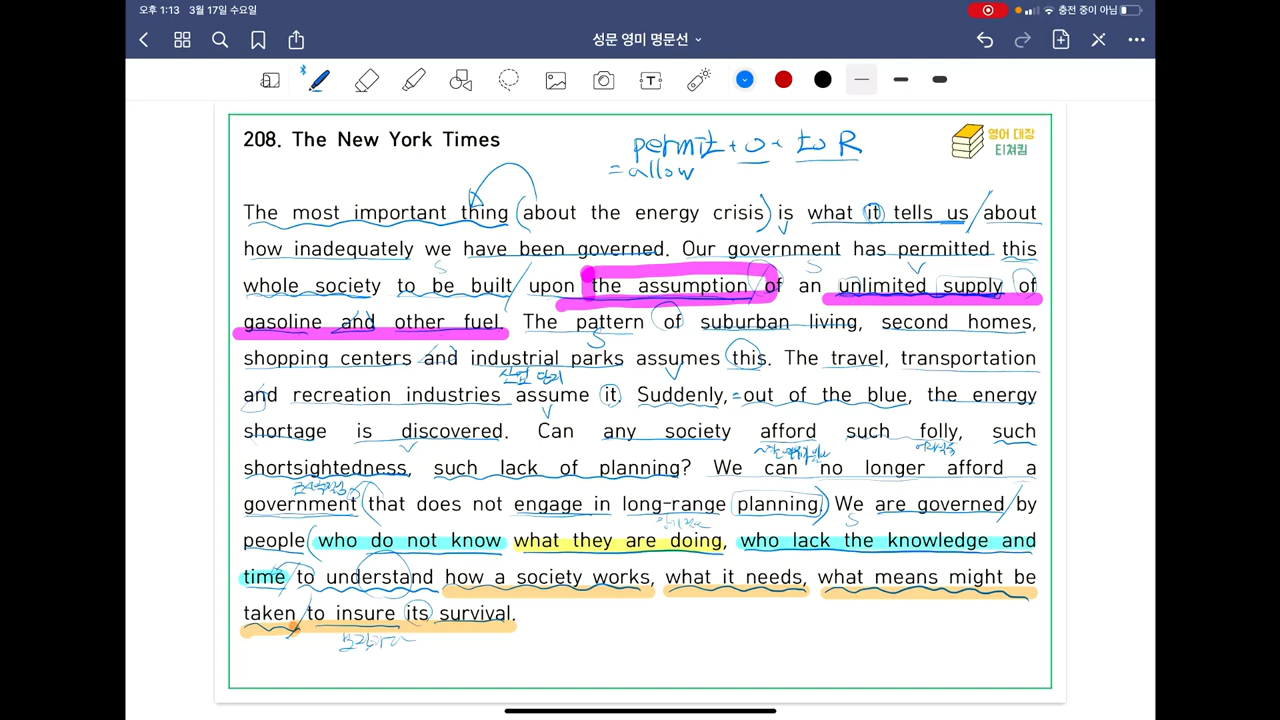 오후 1:13 3월 17일 수요일
충전 중이 아님
성문 영미 명문선
208. The New York Times
permit + o + to R
= allow
영어 대장
티쳐킴
The most important thing (about the energy crisis) is what it tells us / about
how inadequately we have been governed. Our government has permitted this
S S V
whole society to be built / upon the assumption / of an unlimited supply of
gasoline and other fuel. The pattern of suburban living, second homes,
S
shopping centers and industrial parks assumes this. The travel, transportation
산업 단지 V
and recreation industries assume it. Suddenly, = out of the blue, the energy
V
shortage is discovered. Can any society afford such folly, such
V
shortsightedness, such lack of planning? We can no longer afford a
government (that does not engage in long-range planning.) We are governed / by
S
people (who do not know what they are doing, who lack the knowledge and
time / to understand how a society works, what it needs, what means might be
taken / to insure its survival.
보장하다